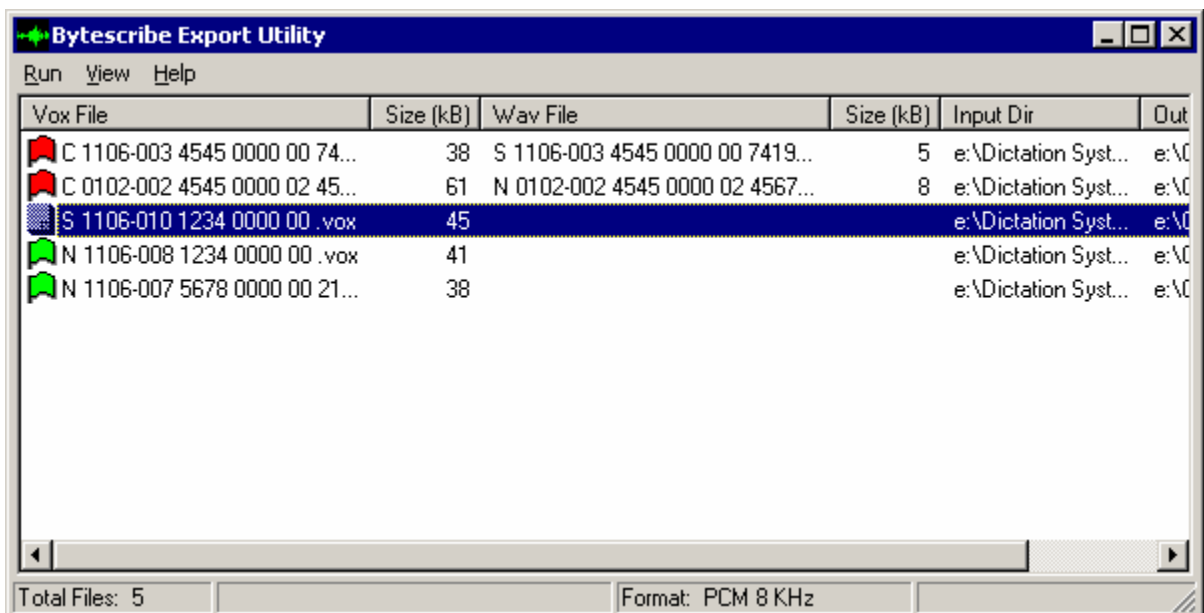 Bytescribe Export Utility
Run View Help
Vox File Size (kB) Wav File Size (kB) Input Dir Out
C 1106-003 4545 0000 00 74... 38 S 1106-003 4545 0000 00 7419... 5 e:\Dictation Syst... e:\
C 0102-002 4545 0000 02 45... 61 N 0102-002 4545 0000 02 4567... 8 e:\Dictation Syst... e:\
S 1106-010 1234 0000 00 .vox 45 e:\Dictation Syst... e:\
N 1106-008 1234 0000 00 .vox 41 e:\Dictation Syst... e:\
N 1106-007 5678 0000 00 21... 38 e:\Dictation Syst... e:\
Total Files: 5 Format: PCM 8 KHz